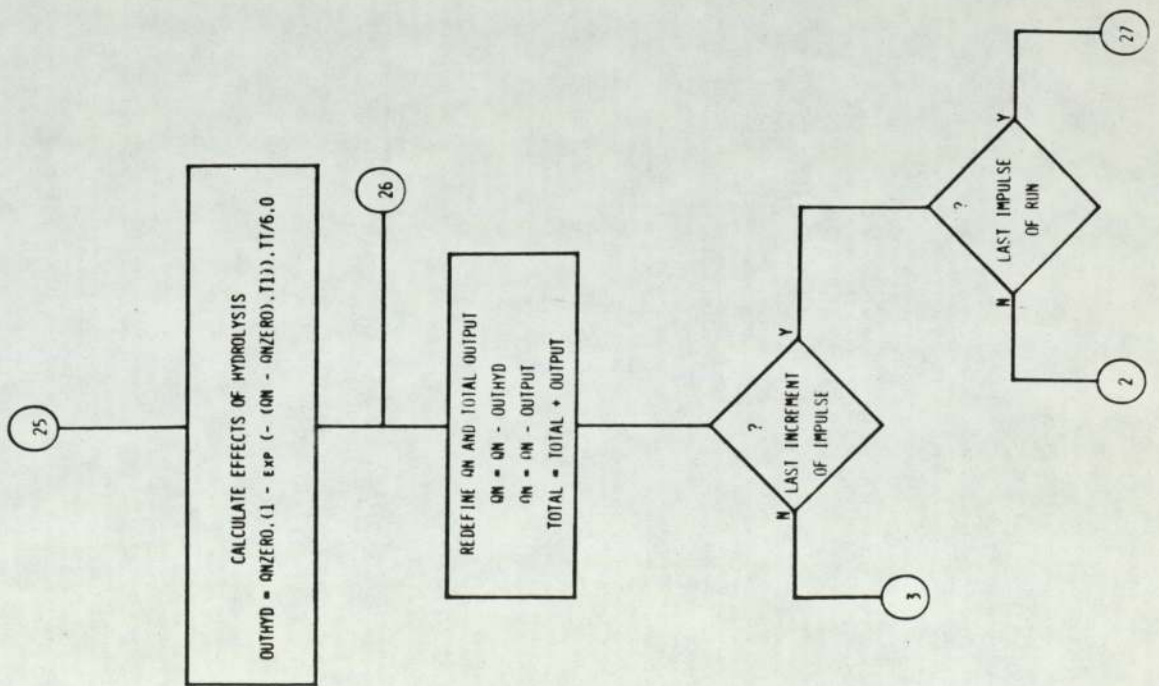 25
CALCULATE EFFECTS OF HYDROLYSIS
OUTHYD = QNZERO.(1 - EXP (- (QN - QNZERO).T1)).TT/6.0
26
REDEFINE QN AND TOTAL OUTPUT
QN = QN - OUTHYD
QN = QN - OUTPUT
TOTAL = TOTAL + OUTPUT
?
LAST INCREMENT
OF IMPULSE
N
Y
3
?
LAST IMPULSE
OF RUN
N
Y
2
27